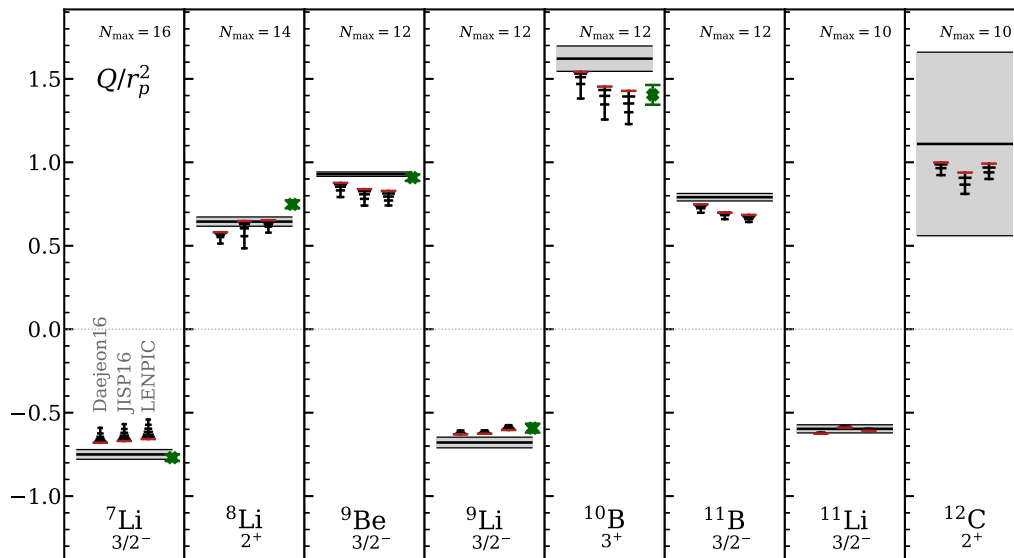 N_max = 16
N_max = 14
N_max = 12
N_max = 12
N_max = 12
N_max = 12
N_max = 10
N_max = 10
Q/r_p^2
1.5
1.0
0.5
0.0
−0.5
−1.0
Daejeon16
JISP16
LENPIC
⁷Li
3/2⁻
⁸Li
2⁺
⁹Be
3/2⁻
⁹Li
3/2⁻
¹⁰B
3⁺
¹¹B
3/2⁻
¹¹Li
3/2⁻
¹²C
2⁺